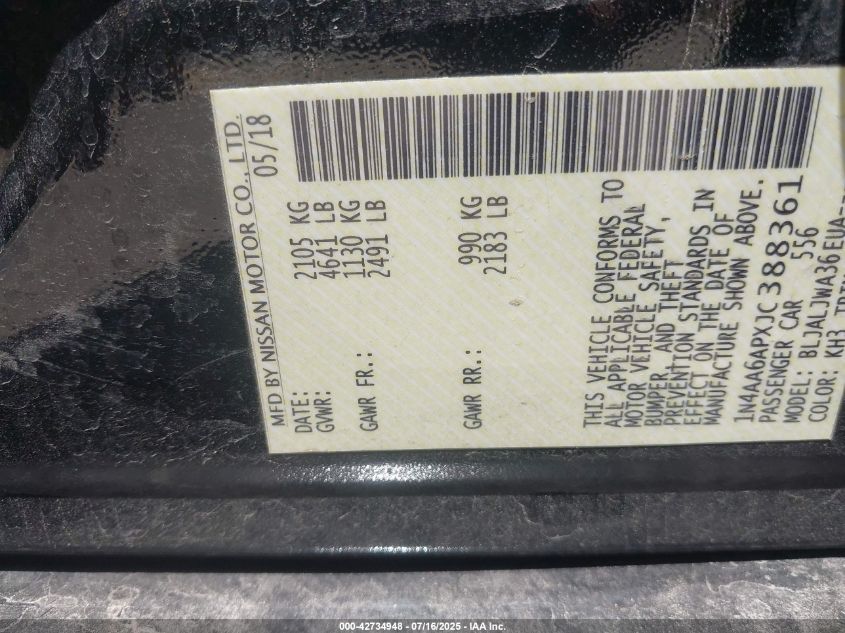 MFD BY NISSAN MOTOR CO., LTD.
DATE: 05/18
GVWR: 2105 KG
4641 LB
GAWR FR.: 1130 KG
2491 LB
GAWR RR.: 990 KG
2183 LB
THIS VEHICLE CONFORMS TO
ALL APPLICABLE FEDERAL
MOTOR VEHICLE SAFETY,
BUMPER, AND THEFT
PREVENTION STANDARDS IN
EFFECT ON THE DATE OF
MANUFACTURE SHOWN ABOVE.
1N4AA6APXJC388361
PASSENGER CAR 556
MODEL: BLJALJWA36EUA-
COLOR: KH3
000-42734948 - 07/16/2025 - IAA Inc.